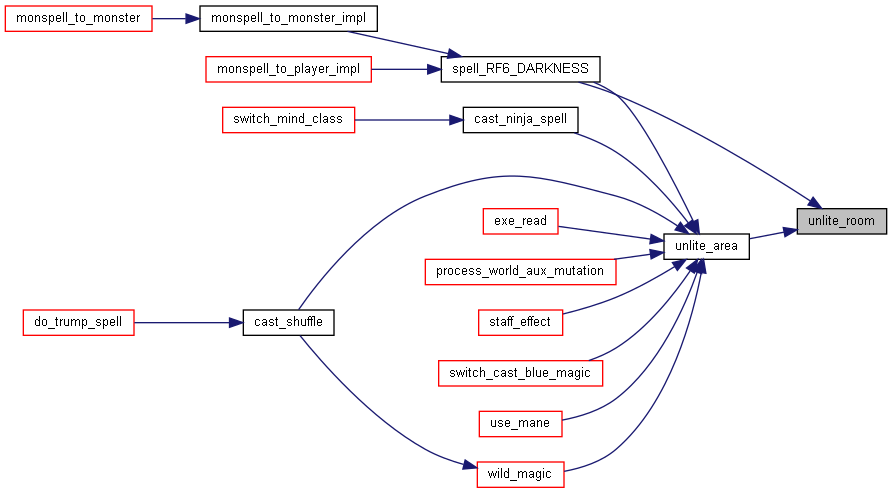 monspell_to_monster
monspell_to_monster_impl
monspell_to_player_impl
spell_RF6_DARKNESS
switch_mind_class
cast_ninja_spell
exe_read
unlite_room
unlite_area
process_world_aux_mutation
do_trump_spell
cast_shuffle
staff_effect
switch_cast_blue_magic
use_mane
wild_magic